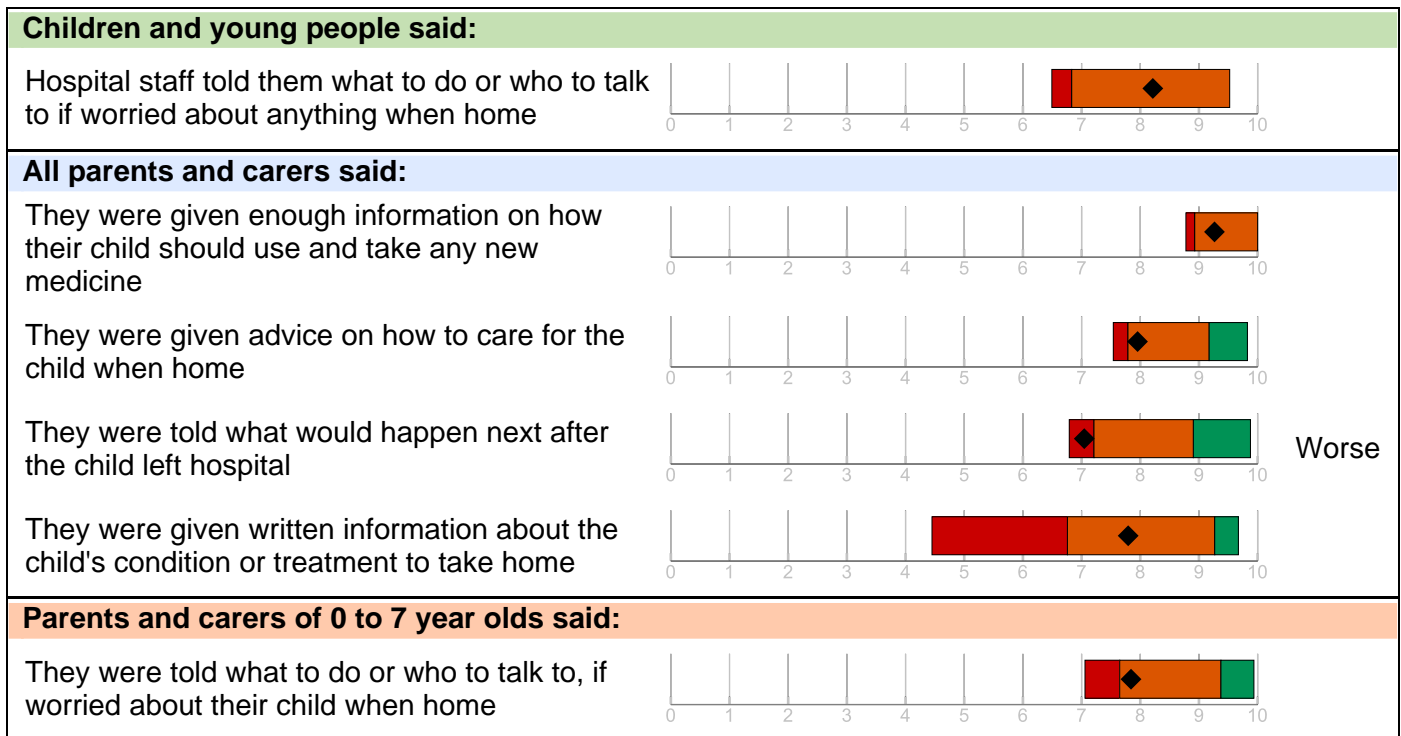 Children and young people said:
Hospital staff told them what to do or who to talk
to if worried about anything when home
0 1 2 3 4 5 6 7 8 9 10
All parents and carers said:
They were given enough information on how
their child should use and take any new
medicine
0 1 2 3 4 5 6 7 8 9 10
They were given advice on how to care for the
child when home
0 1 2 3 4 5 6 7 8 9 10
They were told what would happen next after
the child left hospital
0 1 2 3 4 5 6 7 8 9 10
Worse
They were given written information about the
child's condition or treatment to take home
0 1 2 3 4 5 6 7 8 9 10
Parents and carers of 0 to 7 year olds said:
They were told what to do or who to talk to, if
worried about their child when home
0 1 2 3 4 5 6 7 8 9 10